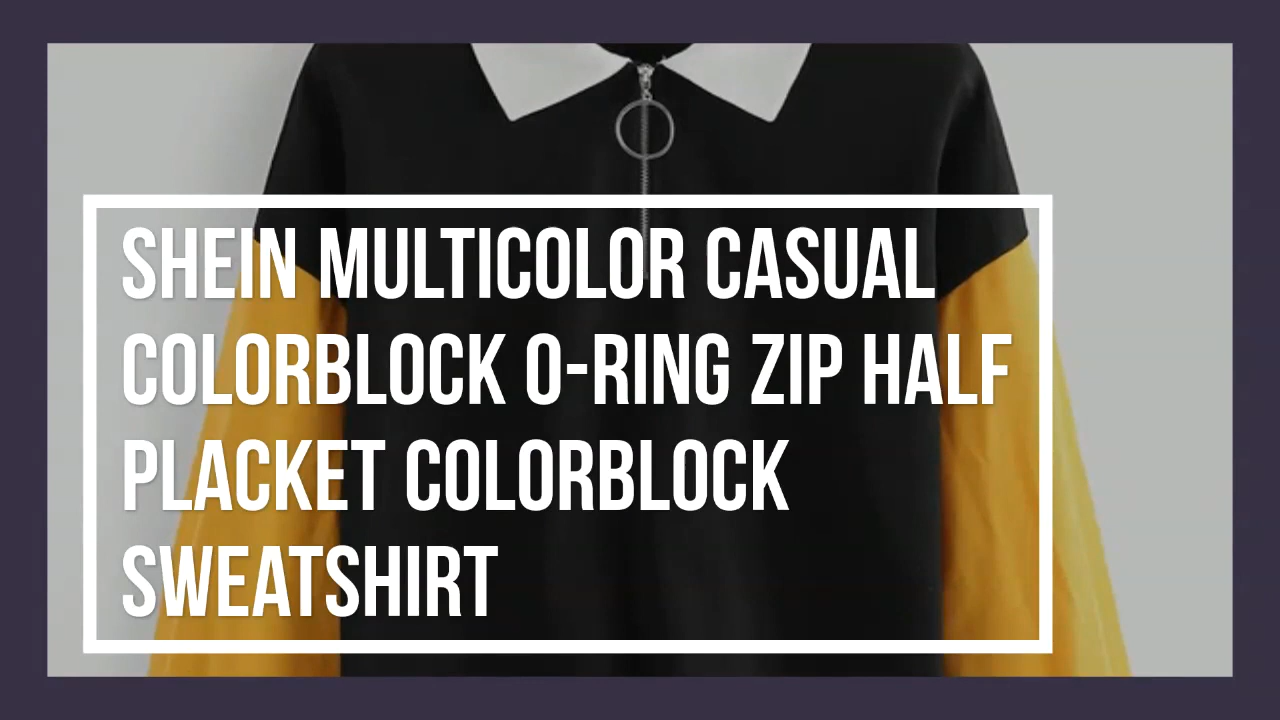 SHEIN MULTICOLOR CASUAL
COLORBLOCK O-RING ZIP HALF
PLACKET COLORBLOCK
SWEATSHIRT